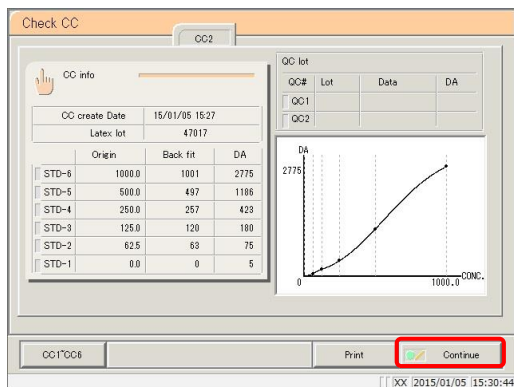 Check CC
CC2
CC info
CC create Date 15/01/05 15:27
Latex lot 47017
Origin Back fit DA
STD-6 1000.0 1001 2775
STD-5 500.0 497 1186
STD-4 250.0 257 423
STD-3 125.0 120 180
STD-2 62.5 63 75
STD-1 0.0 0 5
QC lot
QC# Lot Data DA
QC1
QC2
DA
2775
0 1000.0 CONC.
CC1~CC6 Print Continue
XX 2015/01/05 15:30:44